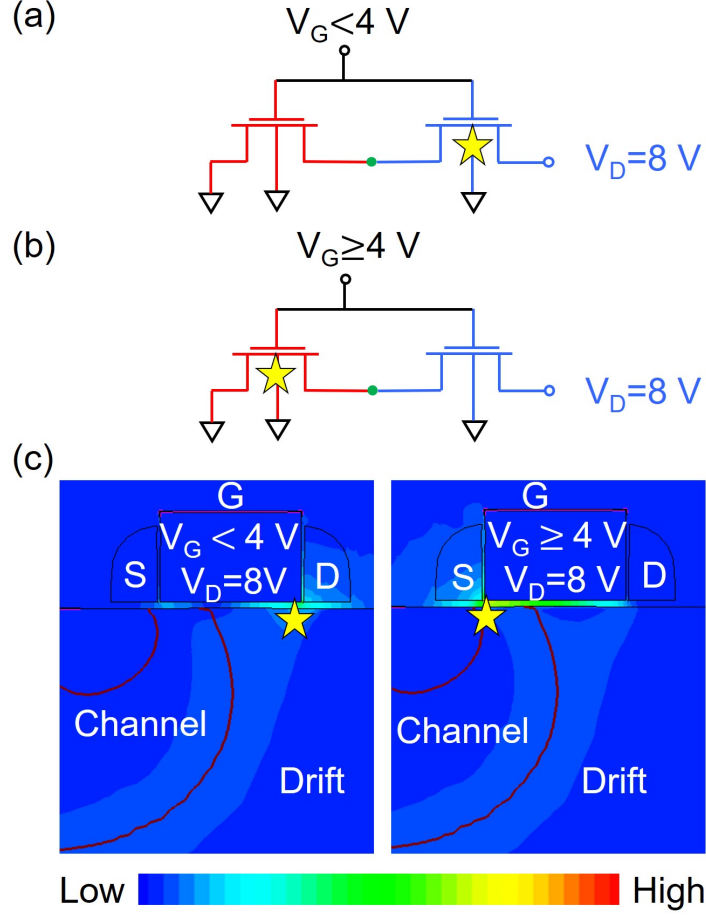 (a)
V_G<4 V
V_D=8 V
(b)
V_G≥4 V
V_D=8 V
(c)
G
V_G < 4 V
V_D=8V
S
D
Channel
Drift
G
V_G ≥ 4 V
V_D=8 V
S
D
Channel
Drift
Low
High